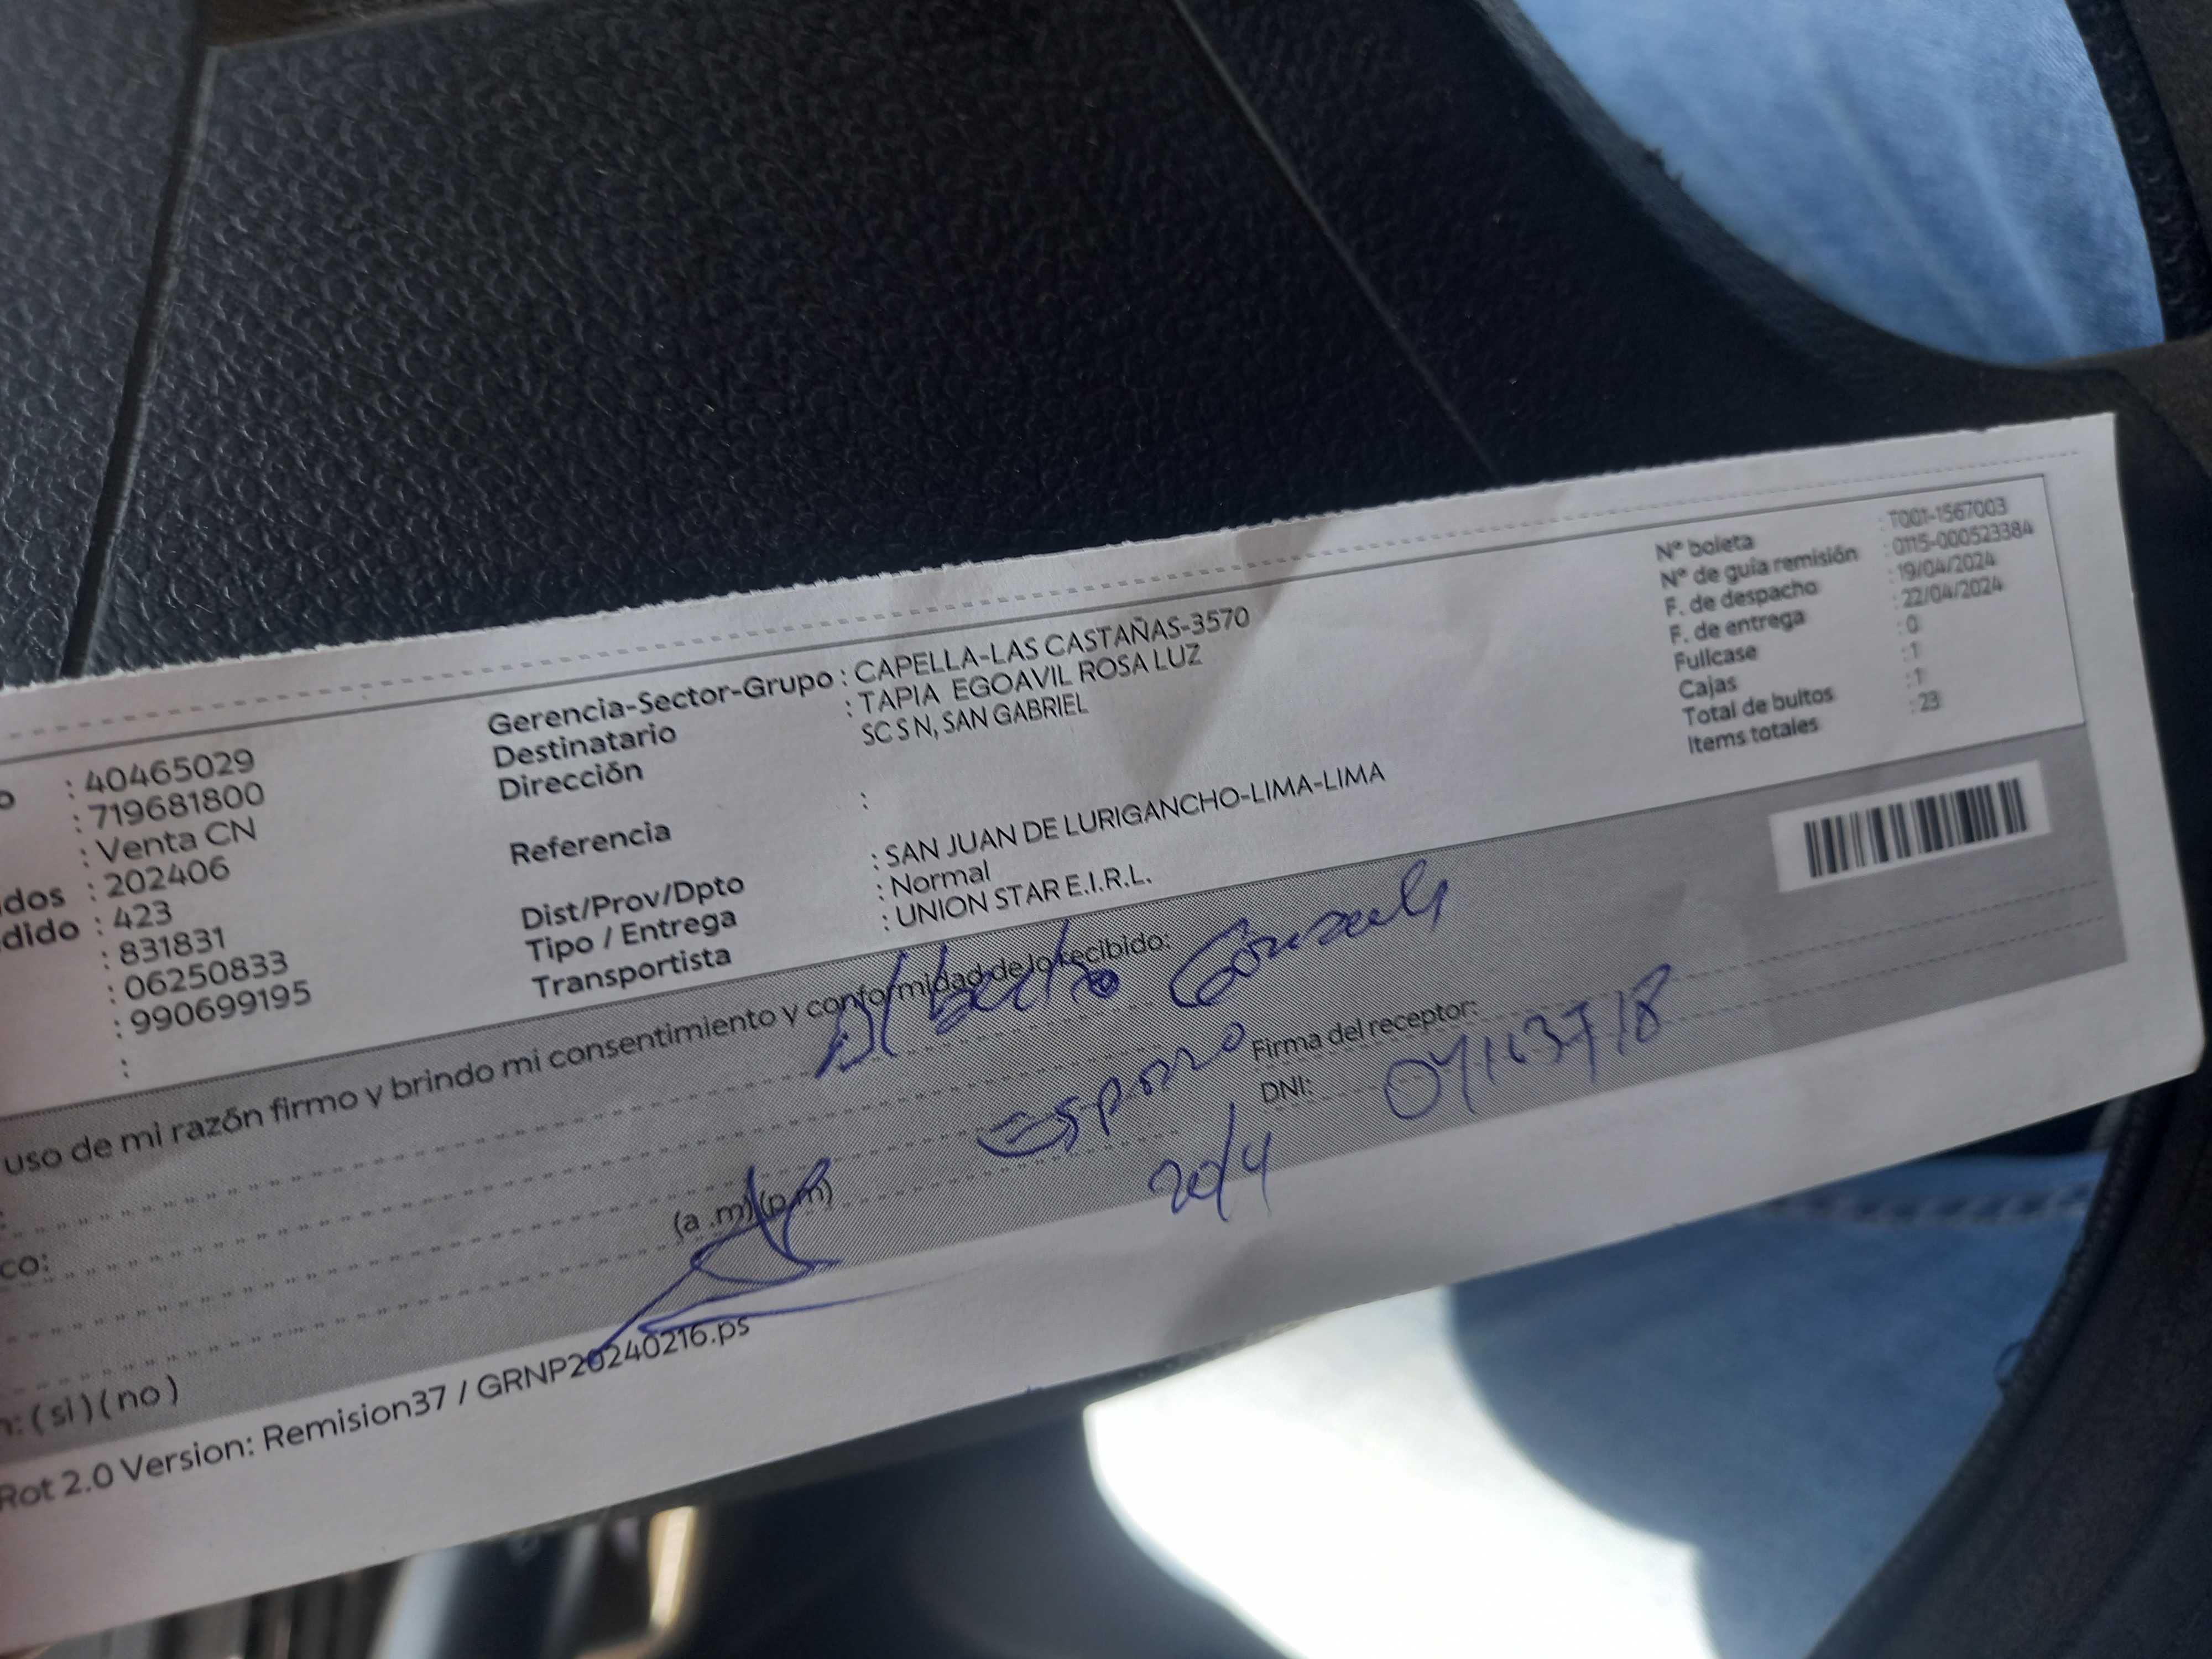 : 40465029
: 719681800
: Venta CN
dos : 202406
dido : 423
: 831831
: 06250833
: 990699195
:
Gerencia-Sector-Grupo : CAPELLA-LAS CASTAÑAS-3570
Destinatario : TAPIA EGOAVIL ROSA LUZ
Dirección SC S N, SAN GABRIEL
Referencia :
Dist/Prov/Dpto : SAN JUAN DE LURIGANCHO-LIMA-LIMA
Tipo / Entrega : Normal
Transportista : UNION STAR E.I.R.L.
N° boleta : T001-1567003
N° de guía remisión : 0115-000523384
F. de despacho : 19/04/2024
F. de entrega : 22/04/2024
Fullcase : 0
Cajas : 1
Total de bultos : 1
Items totales : 23
uso de mi razón firmo y brindo mi consentimiento y conformidad de lo recibido:
Alberto Gonzales
esposo
Firma del receptor:
DNI:
20/4
co:
(a .m) (p.m)
n: (si) (no)
Rot 2.0 Version: Remision37 / GRNP20240216.ps